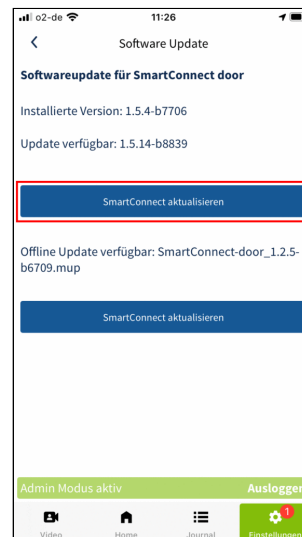 o2-de
11:26
Software Update
Softwareupdate für SmartConnect door
Installierte Version: 1.5.4-b7706
Update verfügbar: 1.5.14-b8839
SmartConnect aktualisieren
Offline Update verfügbar: SmartConnect-door_1.2.5-
b6709.mup
SmartConnect aktualisieren
Admin Modus aktiv
Ausloggen
1
Video
Home
Journal
Einstellungen